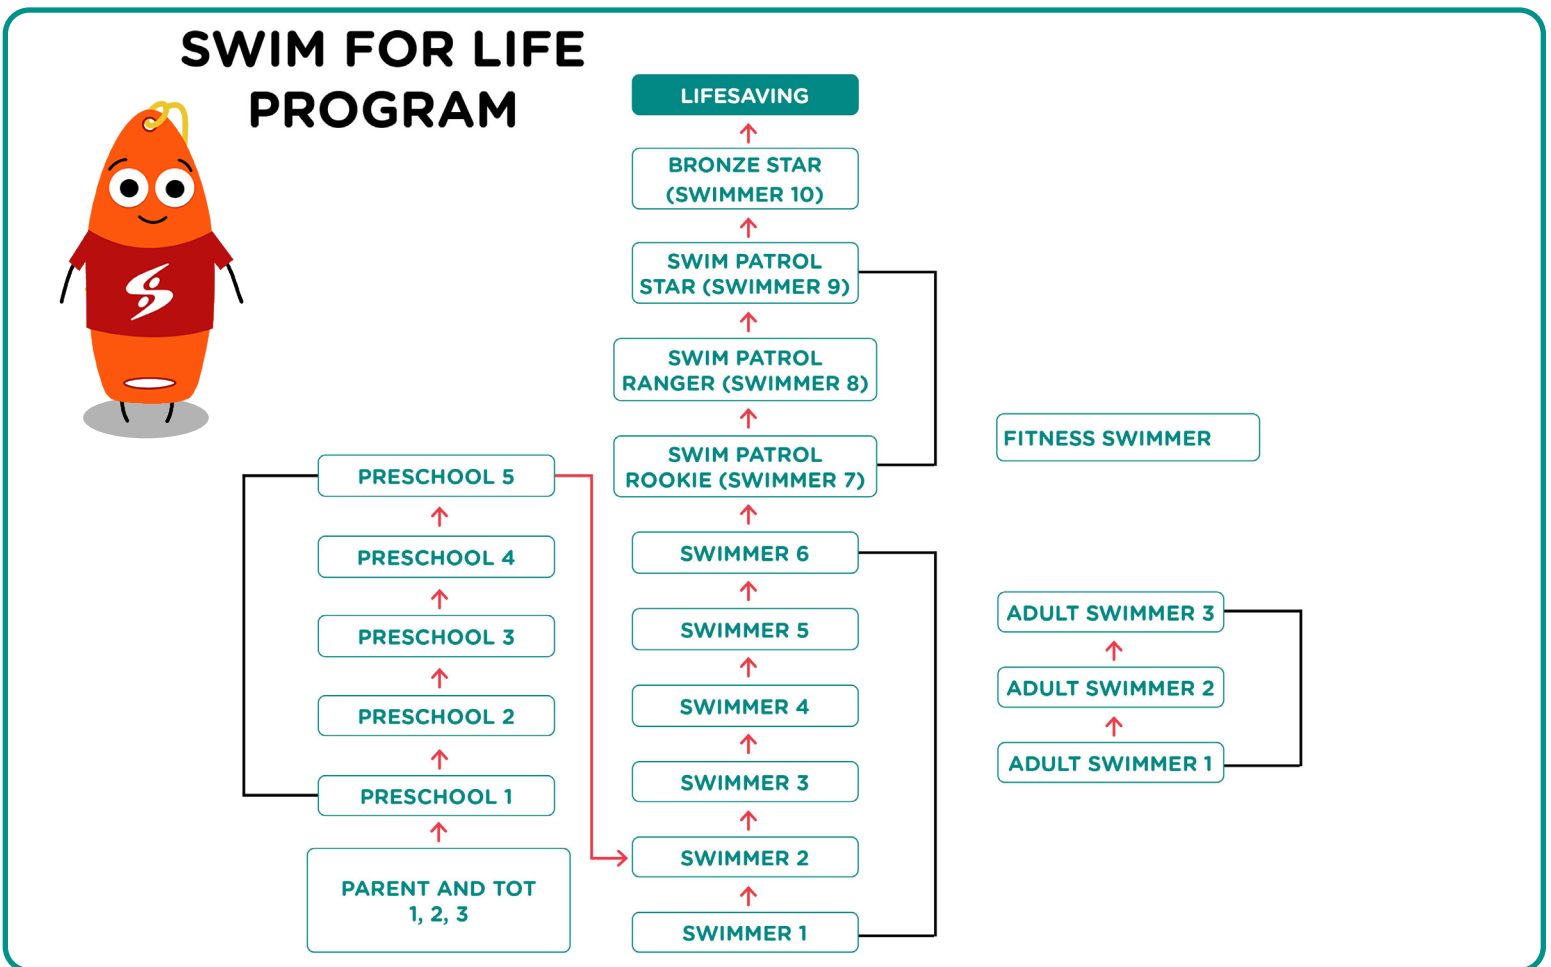 SWIM FOR LIFE
PROGRAM
LIFESAVING
BRONZE STAR
(SWIMMER 10)
SWIM PATROL
STAR (SWIMMER 9)
SWIM PATROL
RANGER (SWIMMER 8)
SWIM PATROL
ROOKIE (SWIMMER 7)
SWIMMER 6
SWIMMER 5
SWIMMER 4
SWIMMER 3
SWIMMER 2
SWIMMER 1
PRESCHOOL 5
PRESCHOOL 4
PRESCHOOL 3
PRESCHOOL 2
PRESCHOOL 1
PARENT AND TOT
1, 2, 3
FITNESS SWIMMER
ADULT SWIMMER 3
ADULT SWIMMER 2
ADULT SWIMMER 1